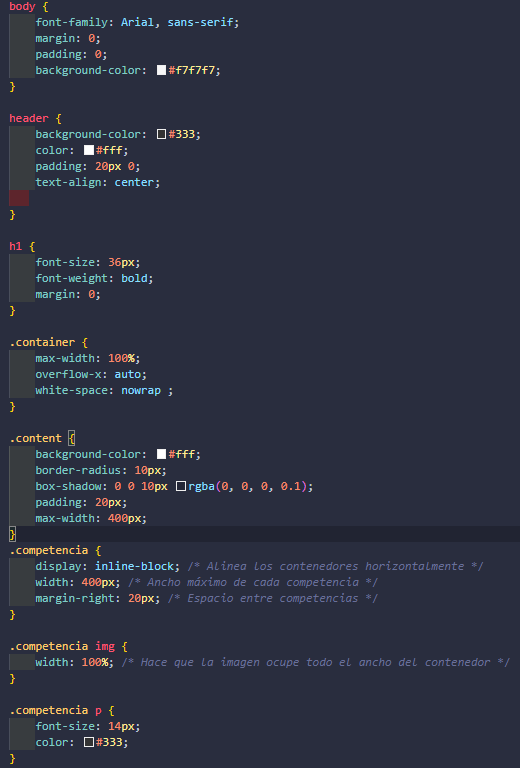 body {
font-family: Arial, sans-serif;
margin: 0;
padding: 0;
background-color: #f7f7f7;
}
header {
background-color: #333;
color: #fff;
padding: 20px 0;
text-align: center;
}
h1 {
font-size: 36px;
font-weight: bold;
margin: 0;
}
.container {
max-width: 100%;
overflow-x: auto;
white-space: nowrap ;
}
.content {
background-color: #fff;
border-radius: 10px;
box-shadow: 0 0 10px rgba(0, 0, 0, 0.1);
padding: 20px;
max-width: 400px;
}
.competencia {
display: inline-block; /* Alinea los contenedores horizontalmente */
width: 400px; /* Ancho máximo de cada competencia */
margin-right: 20px; /* Espacio entre competencias */
}
.competencia img {
width: 100%; /* Hace que la imagen ocupe todo el ancho del contenedor */
}
.competencia p {
font-size: 14px;
color: #333;
}